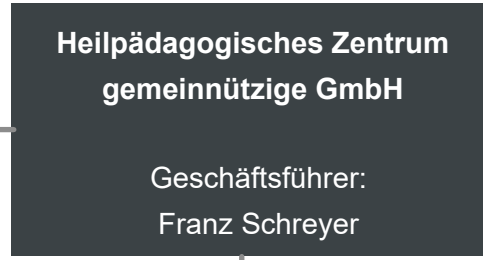 Heilpädagogisches Zentrum
gemeinnützige GmbH
Geschäftsführer:
Franz Schreyer